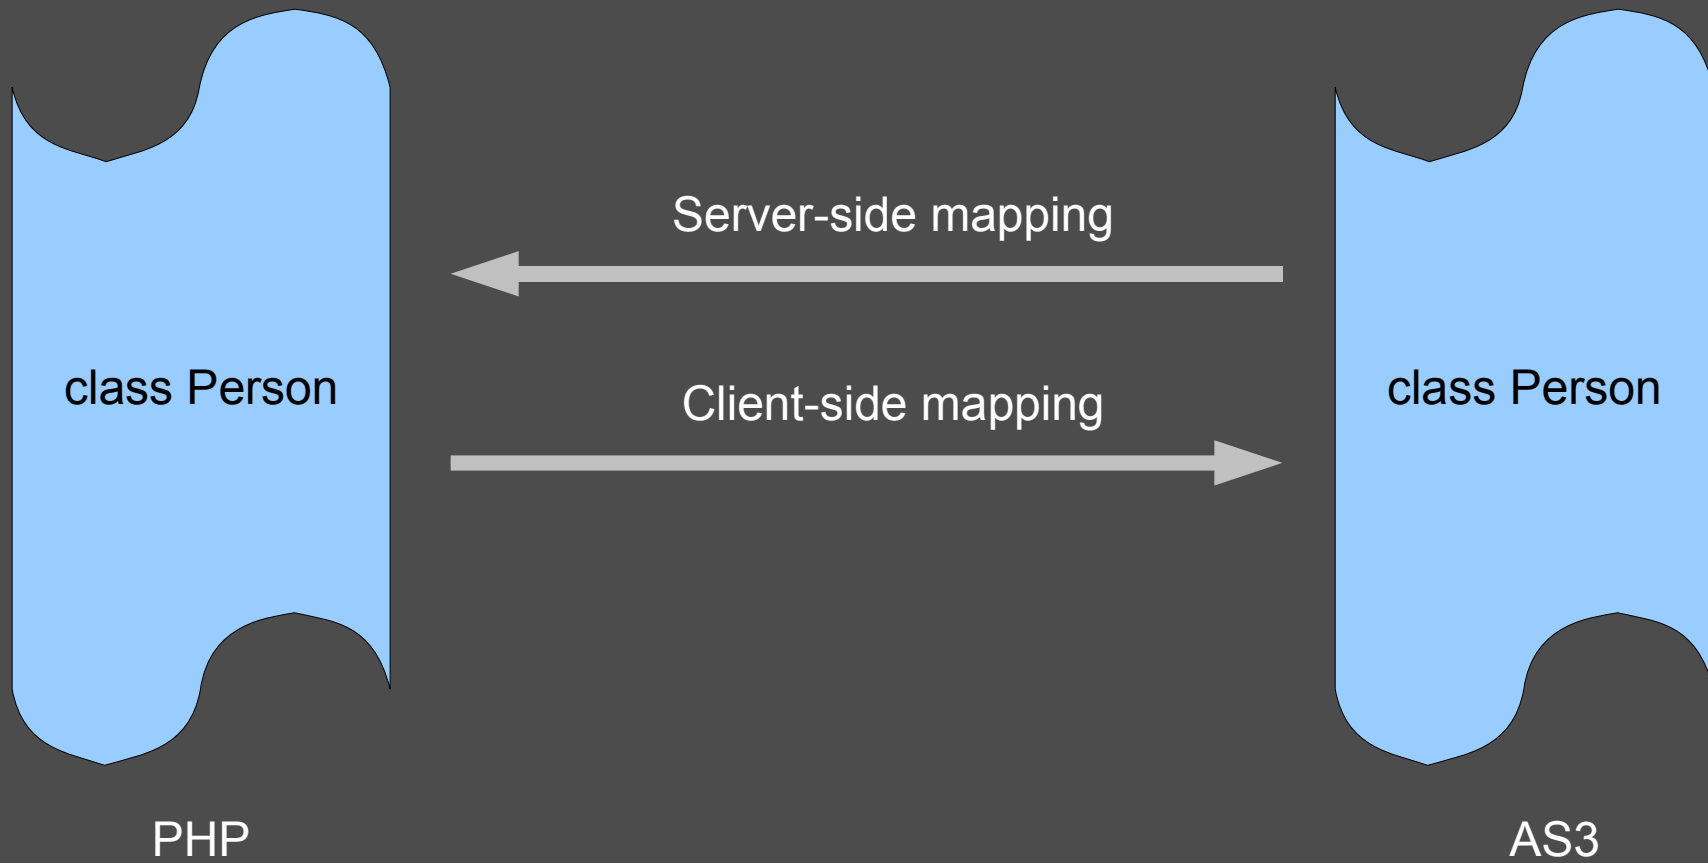 Server-side mapping
class Person
class Person
Client-side mapping
PHP
AS3